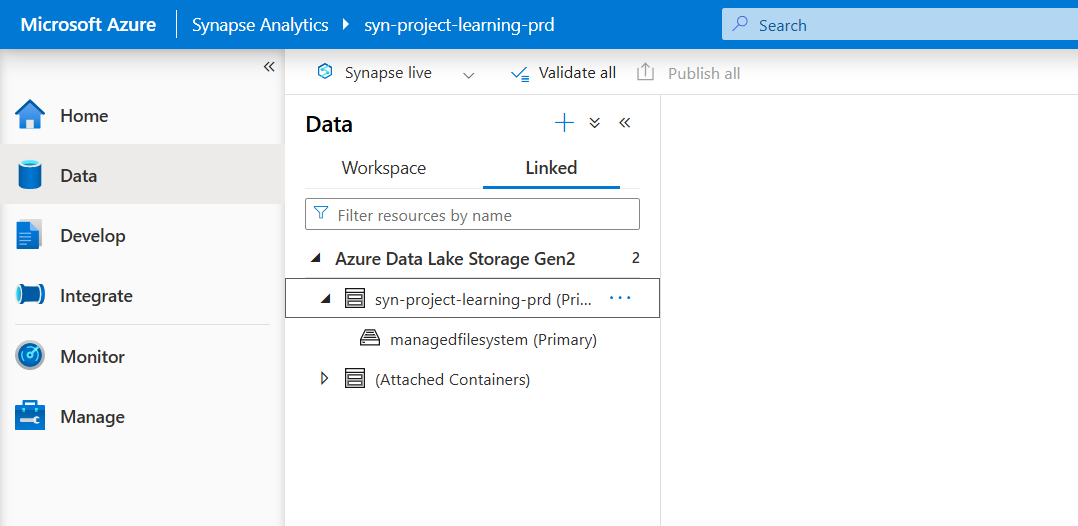 Microsoft Azure
Synapse Analytics
syn-project-learning-prd
Search
Home
Data
Develop
Integrate
Monitor
Manage
Synapse live
Validate all
Publish all
Data
Workspace
Linked
Filter resources by name
Azure Data Lake Storage Gen2 2
syn-project-learning-prd (Pri...
managedfilesystem (Primary)
(Attached Containers)